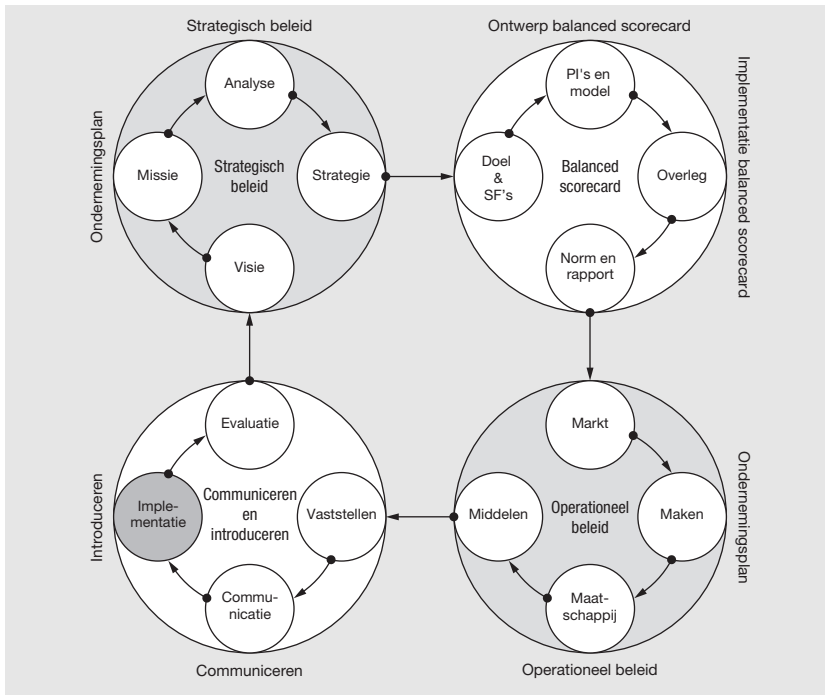 Strategisch beleid
Ondernemingsplan
Analyse
Missie
Strategisch
beleid
Strategie
Visie
Ontwerp balanced scorecard
Implementatie balanced scorecard
PI's en
model
Doel
&
SF's
Balanced
scorecard
Overleg
Norm en
rapport
Introduceren
Evaluatie
Imple-
mentatie
Communiceren
en
introduceren
Vaststellen
Commu-
nicatie
Communiceren
Markt
Middelen
Operationeel
beleid
Maken
Maat-
schappij
Ondernemingsplan
Operationeel beleid